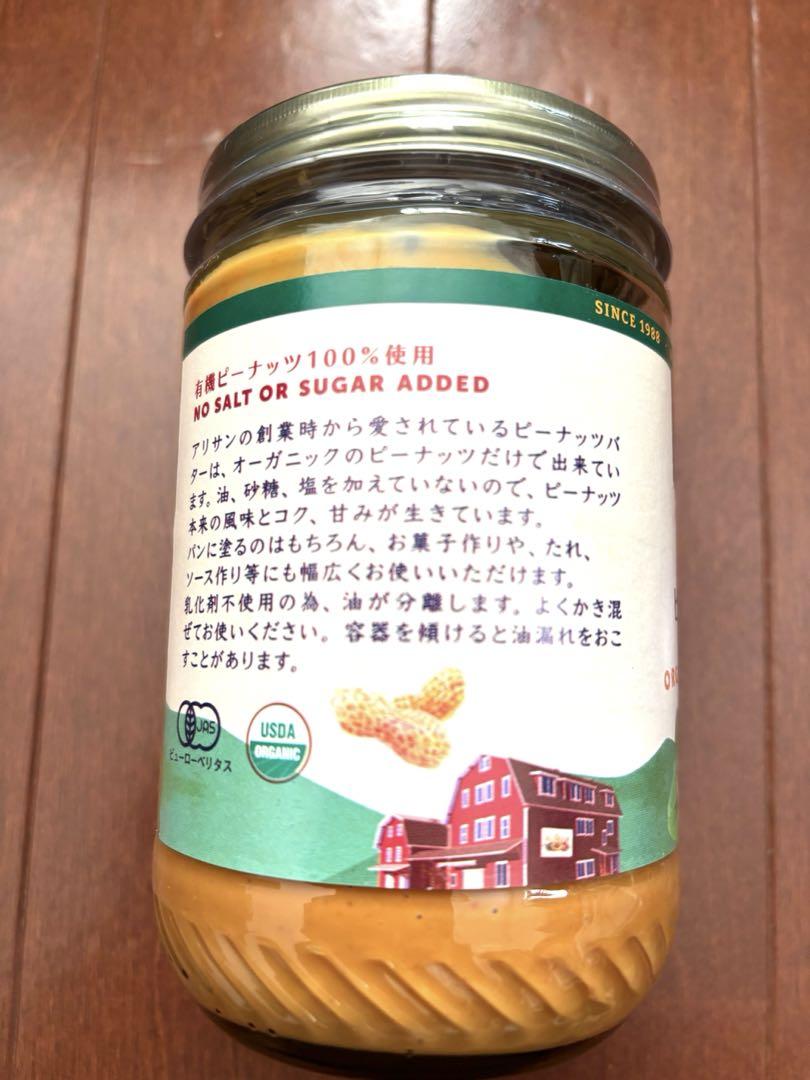 SINCE 1988
有機ピーナッツ100%使用
NO SALT OR SUGAR ADDED
アリサンの創業時から愛されているピーナッツバ
ターは、オーガニックのピーナッツだけで出来てい
ます。油、砂糖、塩を加えていないので、ピーナッツ
本来の風味とコク、甘みが生きています。
パンに塗るのはもちろん、お菓子作りや、たれ、
ソース作り等にも幅広くお使いいただけます。
乳化剤不使用の為、油が分離します。よくかき混
ぜてお使いください。容器を傾けると油漏れをおこ
すことがあります。
JAS
ビューローベリタス
USDA
ORGANIC